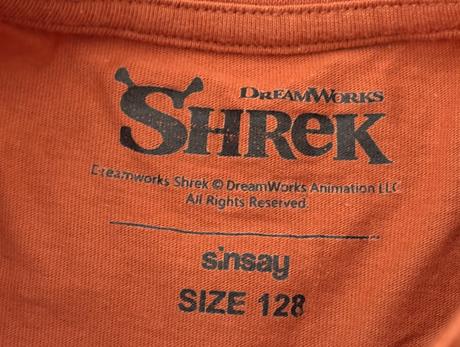 DREAMWORKS
SHREK
Dreamworks Shrek © DreamWorks Animation LLC
All Rights Reserved.
sinsay
SIZE 128